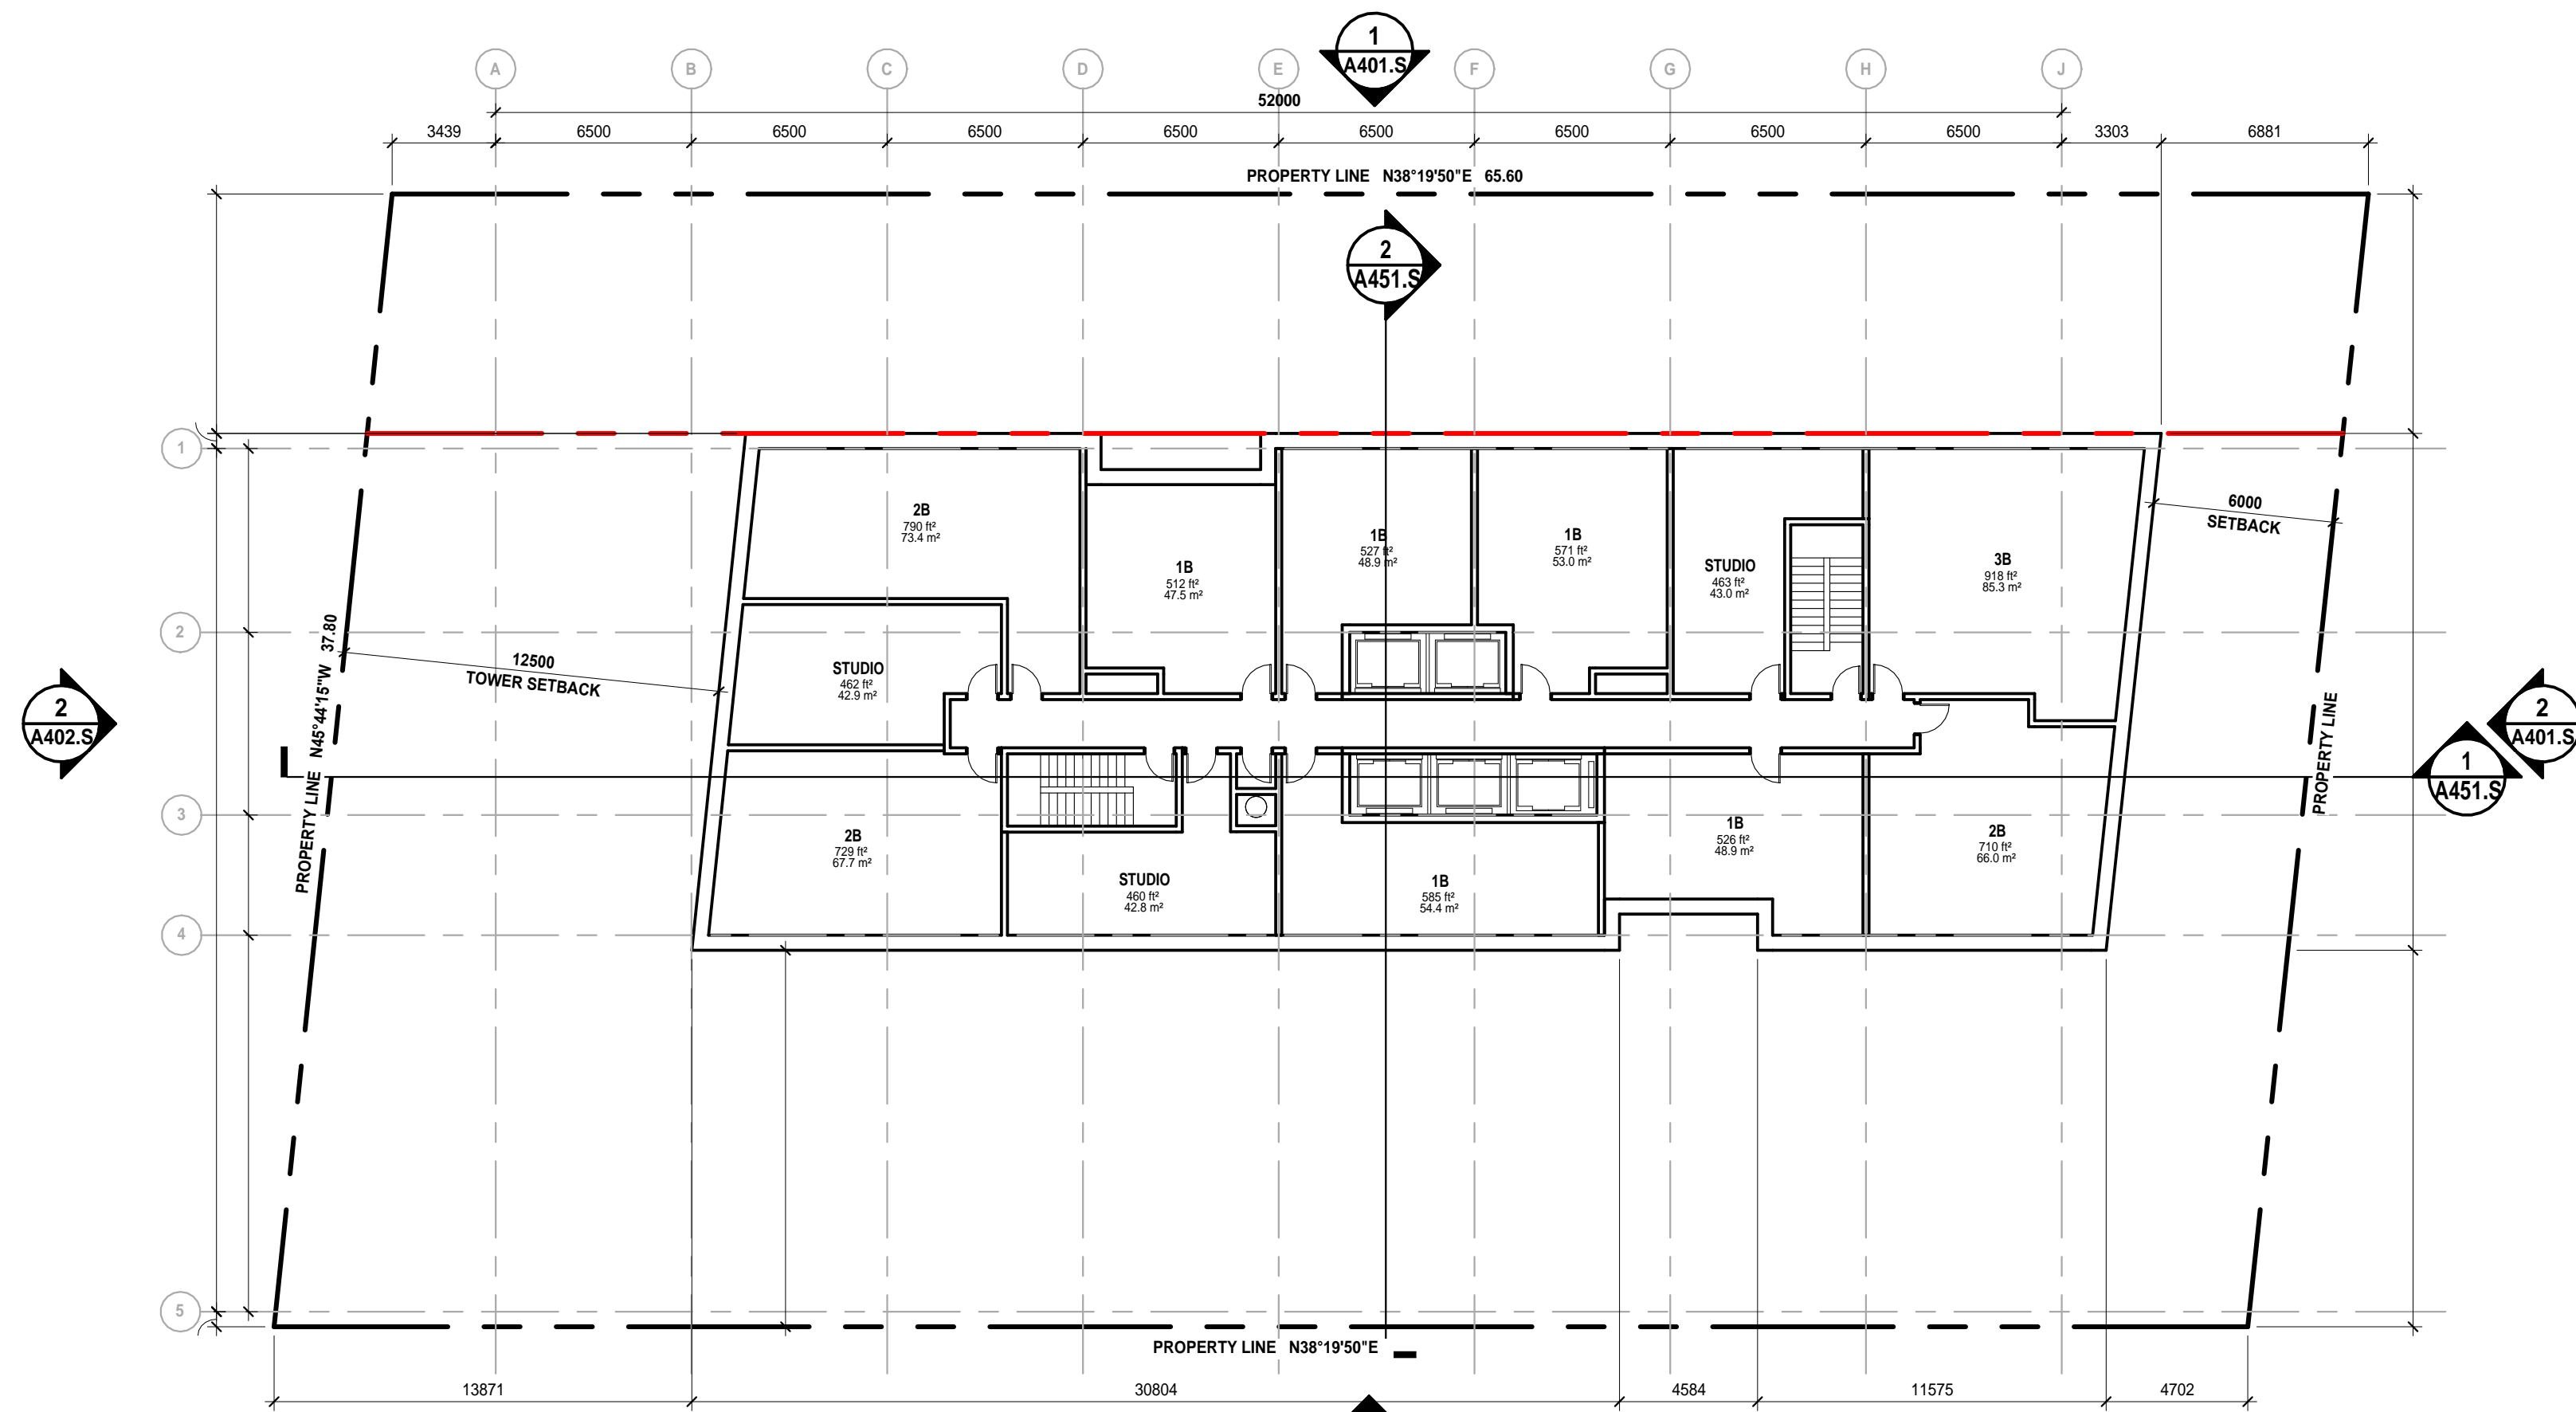 1
A401.S
A
B
C
D
E
F
G
H
J
52000
3439
6500
6500
6500
6500
6500
6500
6500
6500
3303
6881
PROPERTY LINE N38°19'50"E 65.60
2
A451.S
1
2
3
4
5
6000
SETBACK
12500
TOWER SETBACK
PROPERTY LINE N45°44'15"W 37.80
PROPERTY LINE
2B
790 ft²
73.4 m²
1B
512 ft²
47.5 m²
1B
527 ft²
48.9 m²
1B
571 ft²
53.0 m²
STUDIO
463 ft²
43.0 m²
3B
918 ft²
85.3 m²
STUDIO
462 ft²
42.9 m²
2B
729 ft²
67.7 m²
STUDIO
460 ft²
42.8 m²
1B
585 ft²
54.4 m²
1B
526 ft²
48.9 m²
2B
710 ft²
66.0 m²
2
A402.S
2
A401.S
1
A451.S
PROPERTY LINE N38°19'50"E
13871
30804
4584
11575
4702